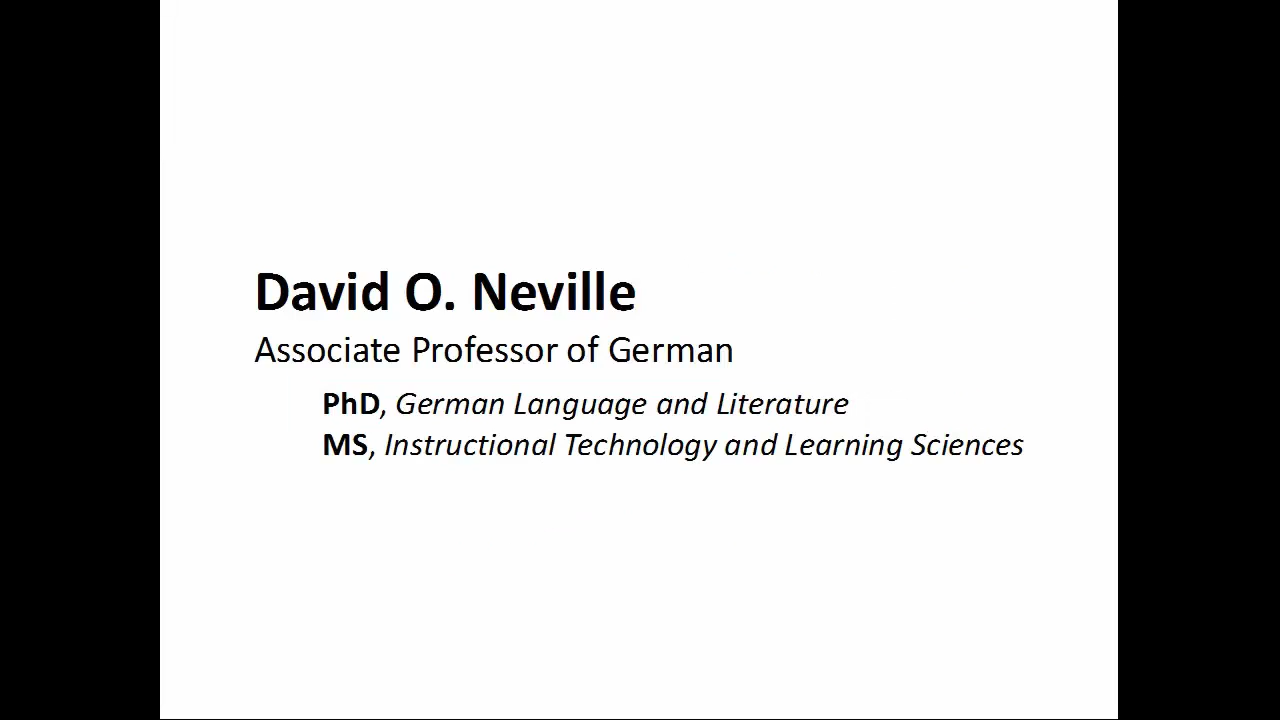 David O. Neville
Associate Professor of German
PhD, German Language and Literature
MS, Instructional Technology and Learning Sciences